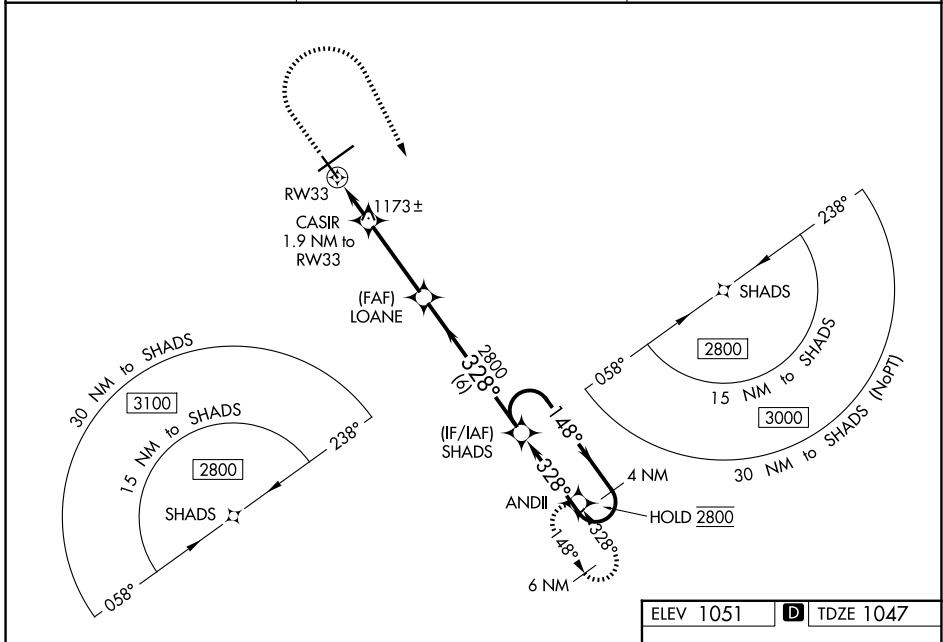 RW33
1173±
CASIR
1.9 NM to
RW33
(FAF)
LOANE
2800
328°
(6)
(IF/IAF)
SHADS
148°
328°
4 NM
ANDII
HOLD 2800
148°
328°
6 NM
30 NM to SHADS
3100
15 NM to SHADS
2800
238°
SHADS
058°
238°
SHADS
2800
058°
15 NM to SHADS
3000
30 NM to SHADS (NoPT)
ELEV 1051
D
TDZE 1047